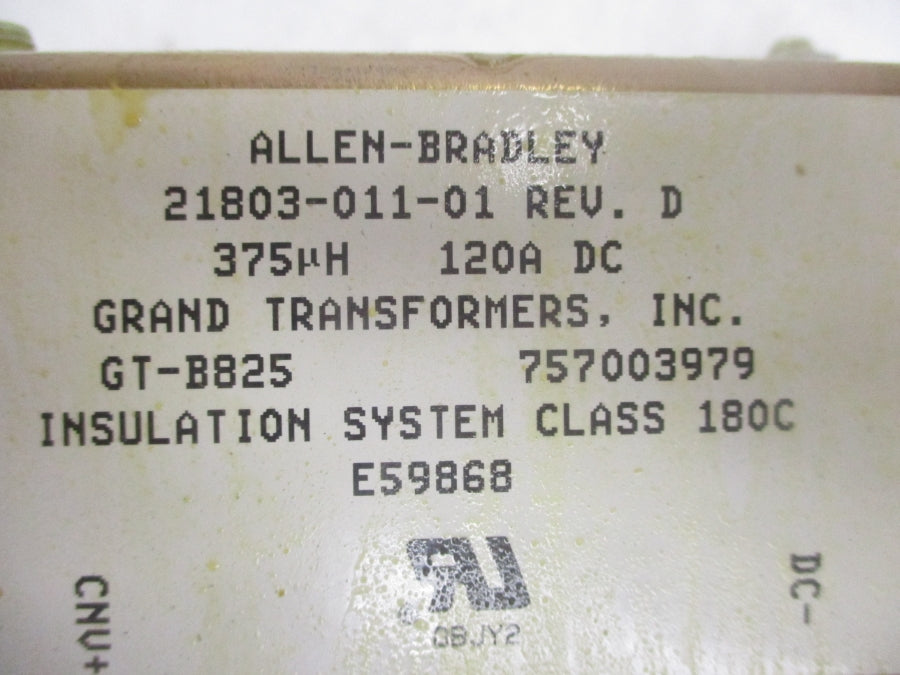 ALLEN-BRADLEY
21803-011-01 REV. D
375µH 120A DC
GRAND TRANSFORMERS, INC.
GT-B825 757003979
INSULATION SYSTEM CLASS 180C
E59868
RU
OBJY2
CNV+
DC-